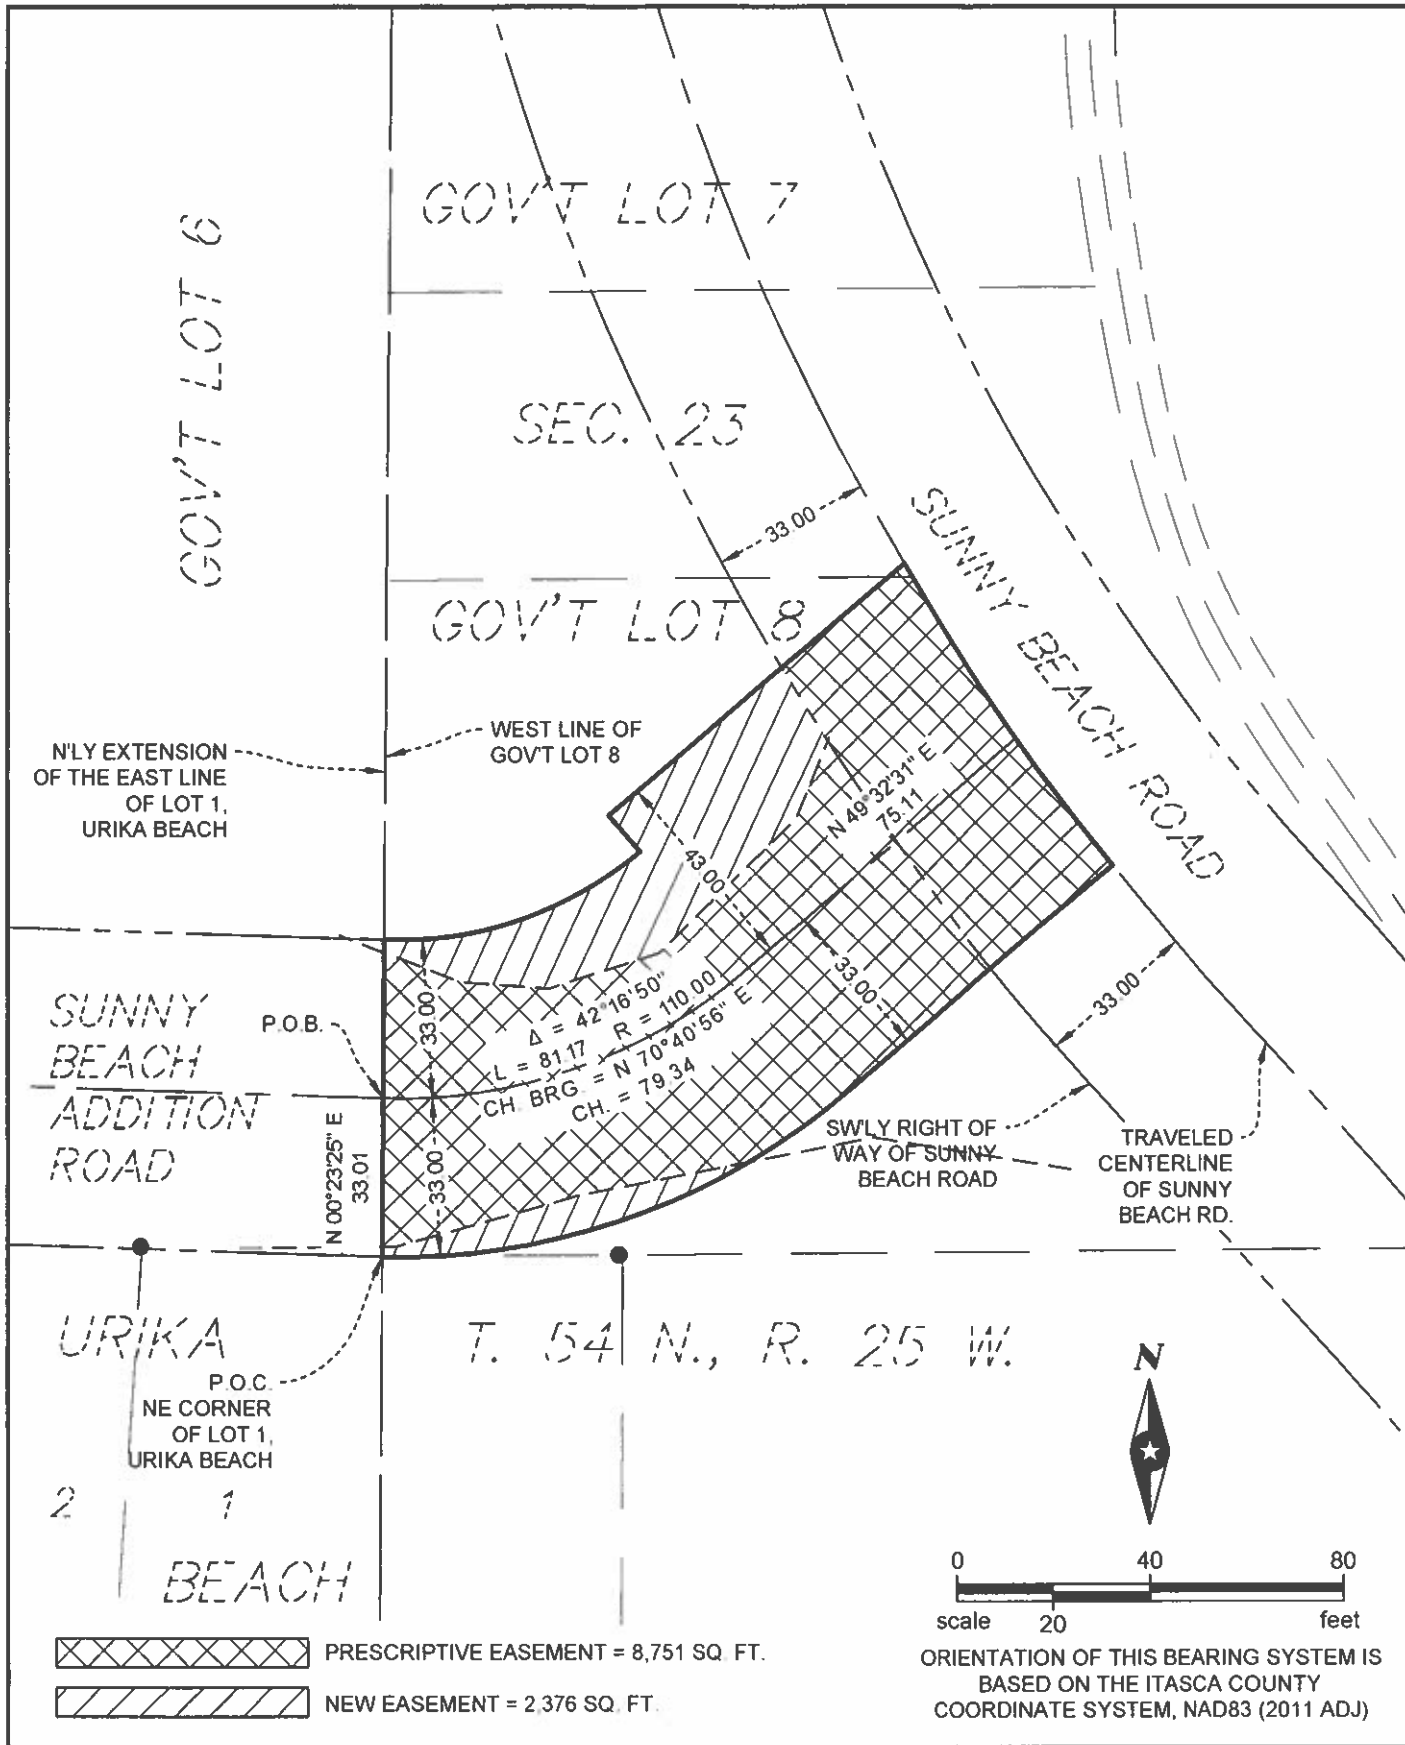 GOV'T LOT 7
GOV'T LOT 6
SEC. 23
33.00
SUNNY BEACH ROAD
GOV'T LOT 8
WEST LINE OF
GOV'T LOT 8
N'LY EXTENSION
OF THE EAST LINE
OF LOT 1,
URIKA BEACH
N 49°32'31" E
75.11
43.00
33.00
33.00
33.00
SUNNY
BEACH
ADDITION
ROAD
P.O.B.
Δ = 42°16'50"
L = 81.17 R = 110.00
CH. BRG. = N 70°40'56" E
CH. = 79.34
N 00°23'25" E
33.01
33.00
SW'LY RIGHT OF
WAY OF SUNNY
BEACH ROAD
TRAVELED
CENTERLINE
OF SUNNY
BEACH RD.
URIKA
T. 54 N., R. 25 W.
P.O.C.
NE CORNER
OF LOT 1,
URIKA BEACH
N
2 1
BEACH
0 40 80
scale 20 feet
PRESCRIPTIVE EASEMENT = 8,751 SQ. FT.
NEW EASEMENT = 2,376 SQ. FT.
ORIENTATION OF THIS BEARING SYSTEM IS
BASED ON THE ITASCA COUNTY
COORDINATE SYSTEM, NAD83 (2011 ADJ)